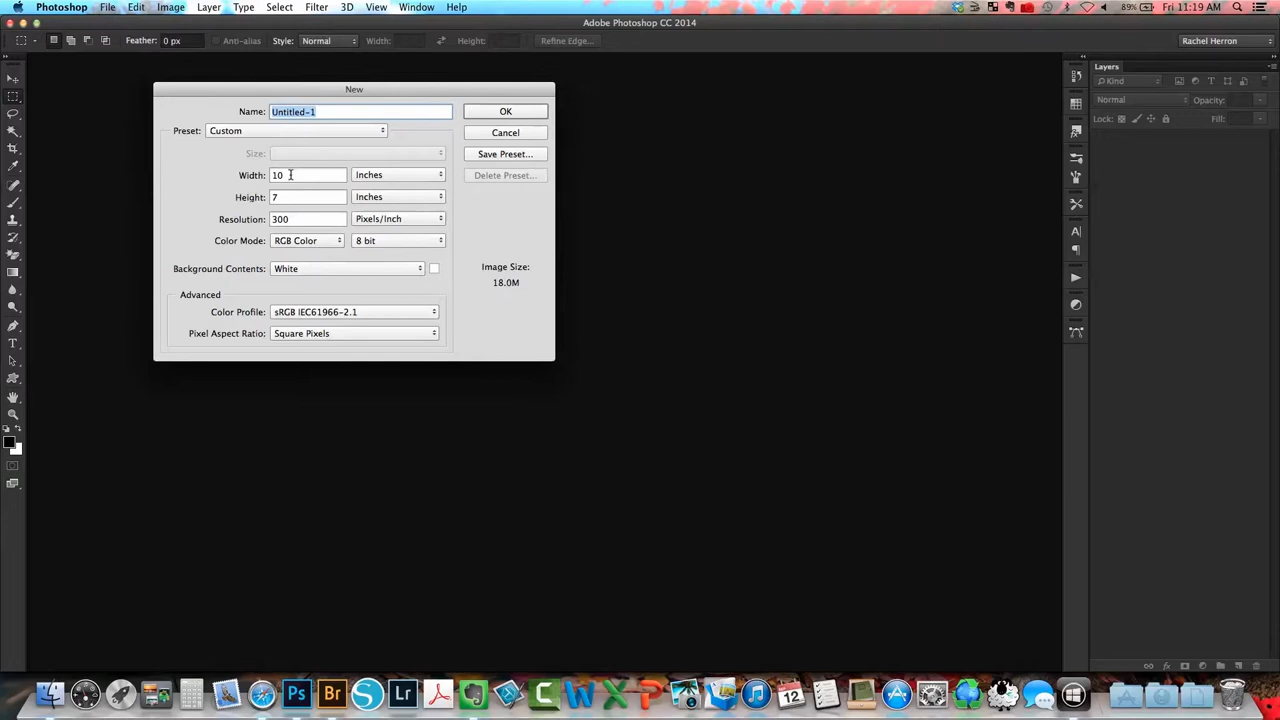 Photoshop File Edit Image Layer Type Select Filter 3D View Window Help 89% Fri 11:19 AM
Adobe Photoshop CC 2014
Feather: 0 px Anti-alias Style: Normal Width: Height: Refine Edge... Rachel Herron
New
Name: Untitled-1 OK
Preset: Custom Cancel
Size: Save Preset...
Width: 10 Inches Delete Preset...
Height: 7 Inches
Resolution: 300 Pixels/Inch
Color Mode: RGB Color 8 bit
Background Contents: White Image Size:
18.0M
Advanced
Color Profile: sRGB IEC61966-2.1
Pixel Aspect Ratio: Square Pixels
Layers
Kind
Normal Opacity:
Lock: Fill:
Ps Br Lr 12